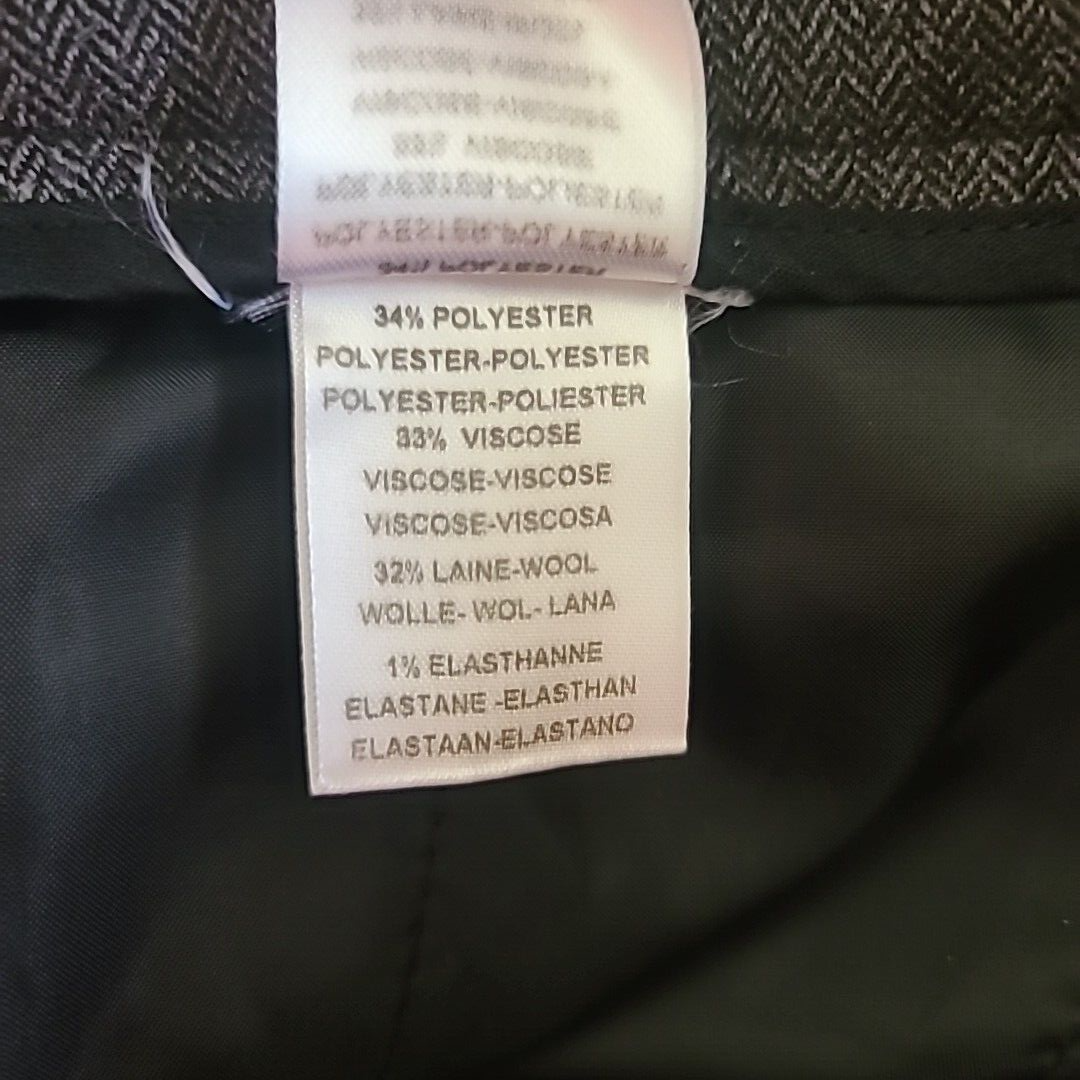 34% POLYESTER
POLYESTER-POLYESTER
POLYESTER-POLIESTER
33% VISCOSE
VISCOSE-VISCOSE
VISCOSE-VISCOSA
32% LAINE-WOOL
WOLLE- WOL- LANA
1% ELASTHANNE
ELASTANE -ELASTHAN
ELASTAAN-ELASTANO